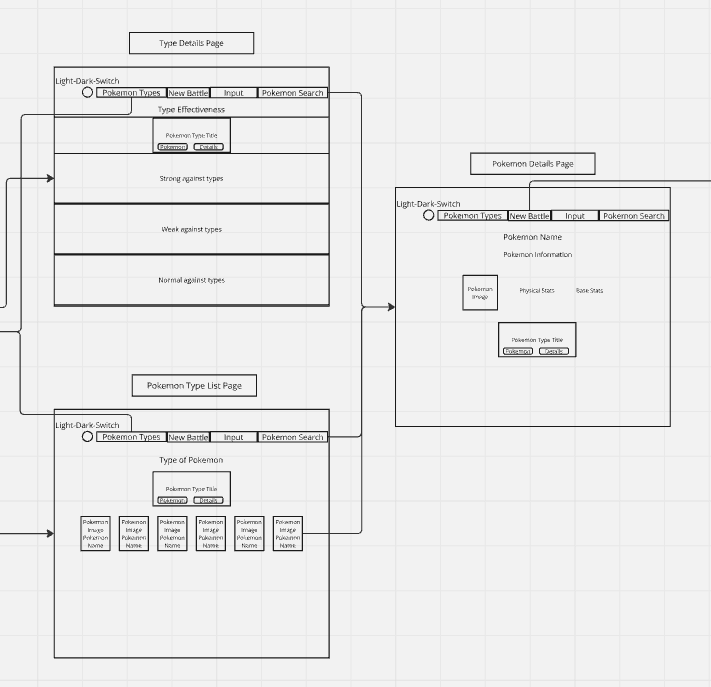 Type Details Page
Light-Dark-Switch
Pokemon Types New Battle Input Pokemon Search
Type Effectiveness
Pokemon Type Title
Pokemon Details
Strong against types
Weak against types
Normal against types
Pokemon Details Page
Light-Dark-Switch
Pokemon Types New Battle Input Pokemon Search
Pokemon Name
Pokemon Information
Pokemon
Image
Physical Stats Base Stats
Pokemon Type Title
Pokemon Details
Pokemon Type List Page
Light-Dark-Switch
Pokemon Types New Battle Input Pokemon Search
Type of Pokemon
Pokemon Type Title
Pokemon Details
Pokemon Pokemon Pokemon Pokemon Pokemon Pokemon
Image Image Image Image Image Image
Pokemon Pokemon Pokemon Pokemon Pokemon Pokemon
Name Name Name Name Name Name